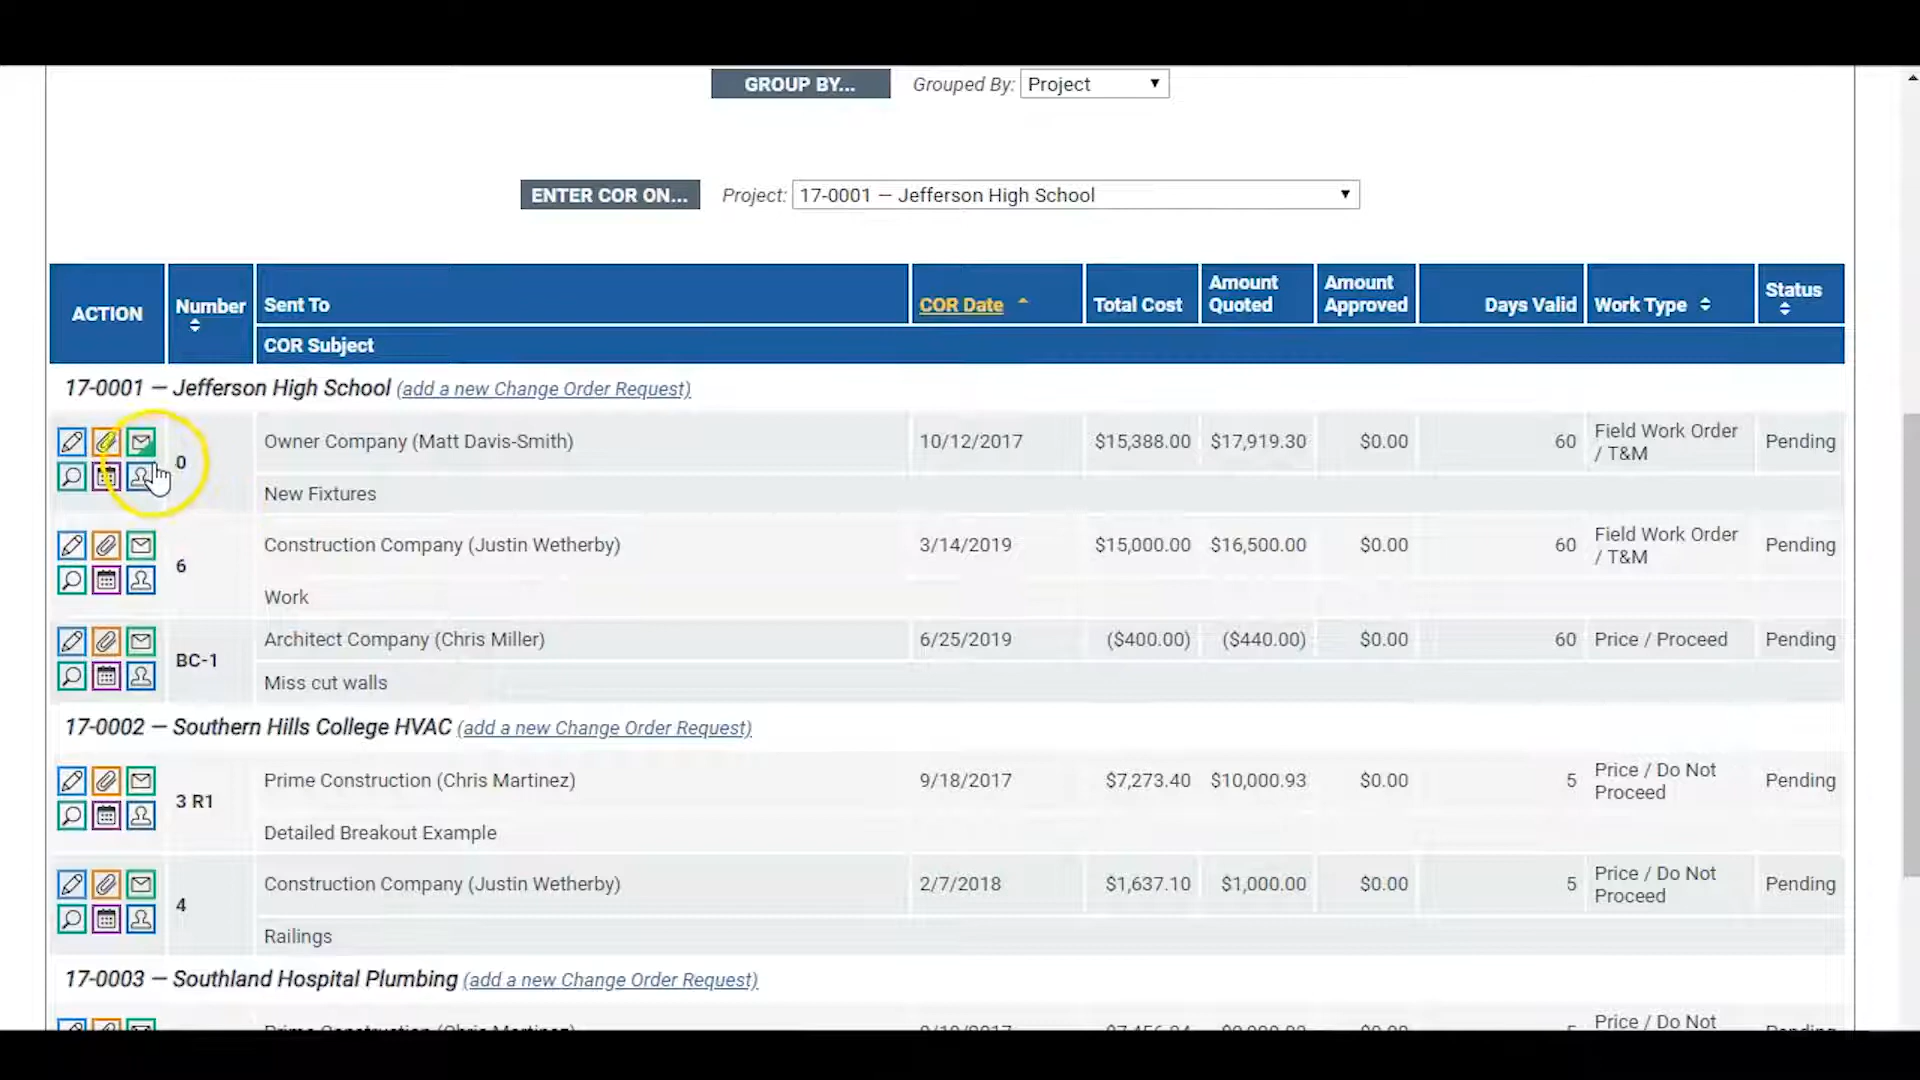 GROUP BY... Grouped By: Project
ENTER COR ON... Project: 17-0001 — Jefferson High School
ACTION Number Sent To COR Date Total Cost Amount Quoted Amount Approved Days Valid Work Type Status
COR Subject
17-0001 — Jefferson High School (add a new Change Order Request)
0 Owner Company (Matt Davis-Smith) 10/12/2017 $15,388.00 $17,919.30 $0.00 60 Field Work Order / T&M Pending
New Fixtures
6 Construction Company (Justin Wetherby) 3/14/2019 $15,000.00 $16,500.00 $0.00 60 Field Work Order / T&M Pending
Work
BC-1 Architect Company (Chris Miller) 6/25/2019 ($400.00) ($440.00) $0.00 60 Price / Proceed Pending
Miss cut walls
17-0002 — Southern Hills College HVAC (add a new Change Order Request)
3 R1 Prime Construction (Chris Martinez) 9/18/2017 $7,273.40 $10,000.93 $0.00 5 Price / Do Not Proceed Pending
Detailed Breakout Example
4 Construction Company (Justin Wetherby) 2/7/2018 $1,637.10 $1,000.00 $0.00 5 Price / Do Not Proceed Pending
Railings
17-0003 — Southland Hospital Plumbing (add a new Change Order Request)
Prime Construction (Chris Martinez) Price / Do Not